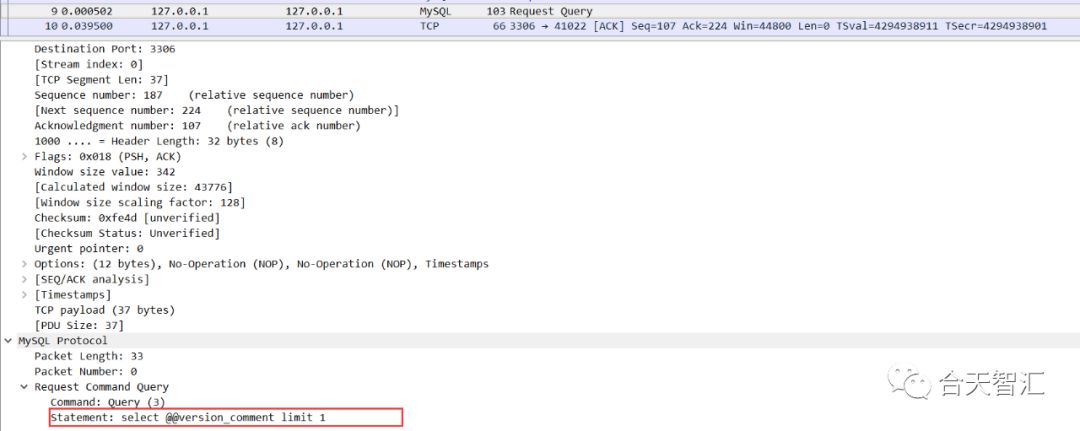 9 0.000502 127.0.0.1 127.0.0.1 MySQL 103 Request Query
10 0.039500 127.0.0.1 127.0.0.1 TCP 66 3306 → 41022 [ACK] Seq=107 Ack=224 Win=44800 Len=0 TSval=4294938911 TSecr=4294938901
Destination Port: 3306
[Stream index: 0]
[TCP Segment Len: 37]
Sequence number: 187 (relative sequence number)
[Next sequence number: 224 (relative sequence number)]
Acknowledgment number: 107 (relative ack number)
1000 .... = Header Length: 32 bytes (8)
Flags: 0x018 (PSH, ACK)
Window size value: 342
[Calculated window size: 43776]
[Window size scaling factor: 128]
Checksum: 0xfe4d [unverified]
[Checksum Status: Unverified]
Urgent pointer: 0
Options: (12 bytes), No-Operation (NOP), No-Operation (NOP), Timestamps
[SEQ/ACK analysis]
[Timestamps]
TCP payload (37 bytes)
[PDU Size: 37]
MySQL Protocol
Packet Length: 33
Packet Number: 0
Request Command Query
Command: Query (3)
Statement: select @@version_comment limit 1
合天智汇